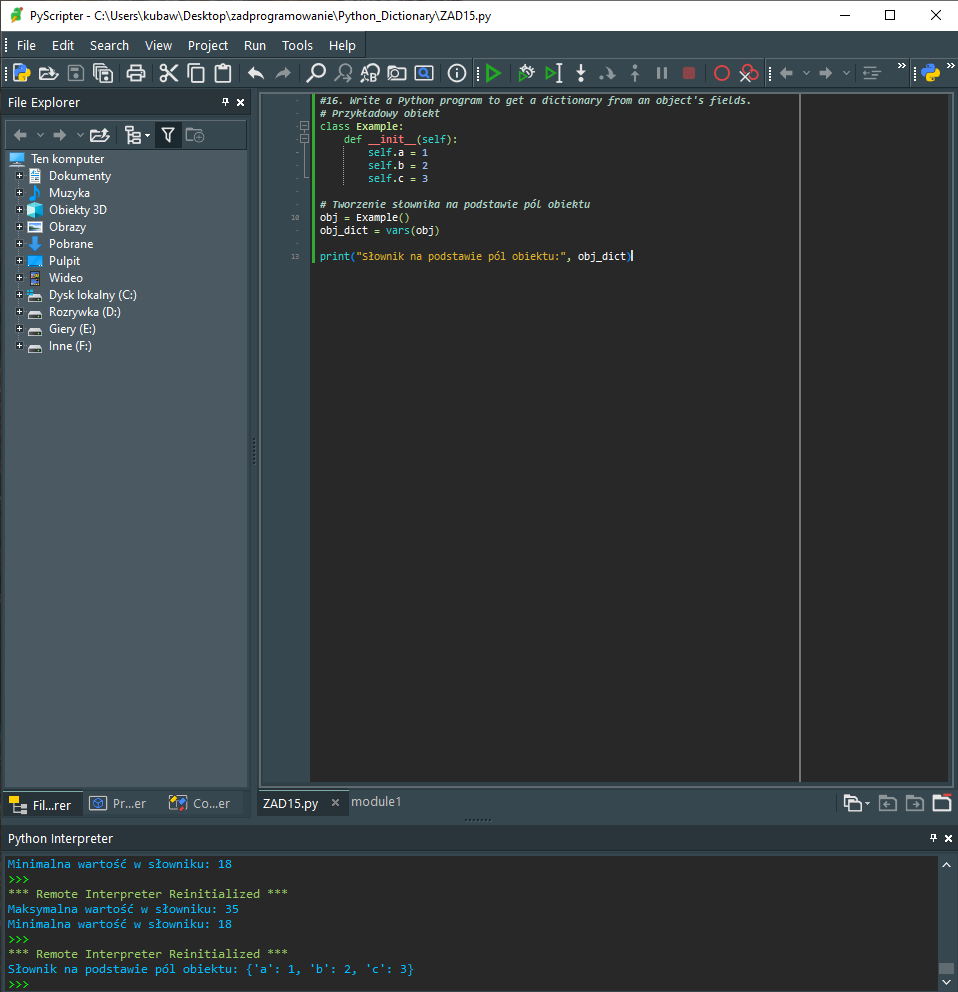 PyScripter - C:\Users\kubaw\Desktop\zadprogramowanie\Python_Dictionary\ZAD15.py
File Edit Search View Project Run Tools Help
File Explorer
Ten komputer
Dokumenty
Muzyka
Obiekty 3D
Obrazy
Pobrane
Pulpit
Wideo
Dysk lokalny (C:)
Rozrywka (D:)
Giery (E:)
Inne (F:)
Fil...rer Pr...er Co...er
#16. Write a Python program to get a dictionary from an object's fields.
# Przykładowy obiekt
class Example:
def __init__(self):
self.a = 1
self.b = 2
self.c = 3
# Tworzenie słownika na podstawie pól obiektu
10 obj = Example()
obj_dict = vars(obj)
13 print("Słownik na podstawie pól obiektu:", obj_dict)
ZAD15.py × module1
Python Interpreter
Minimalna wartość w słowniku: 18
>>>
*** Remote Interpreter Reinitialized ***
Maksymalna wartość w słowniku: 35
Minimalna wartość w słowniku: 18
>>>
*** Remote Interpreter Reinitialized ***
Słownik na podstawie pól obiektu: {'a': 1, 'b': 2, 'c': 3}
>>>